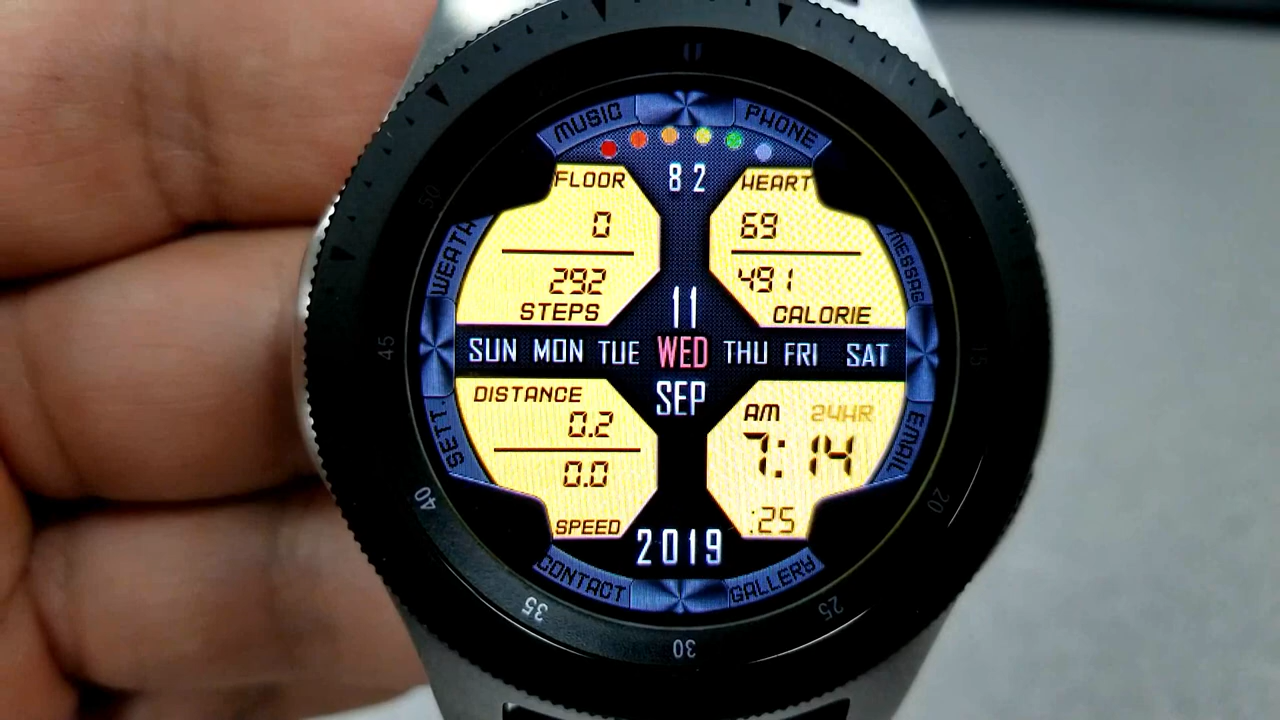 MUSIC
PHONE
82
FLOOR
0
292
STEPS
HEART
69
491
CALORIE
WEATH
MESSAG
11
SUN MON TUE WED THU FRI SAT
SEP
DISTANCE
0.2
0.0
SPEED
AM 24HR
7:14
:25
SETT.
EMAIL
2019
CONTACT
GALLERY
15
20
25
30
35
40
45
50